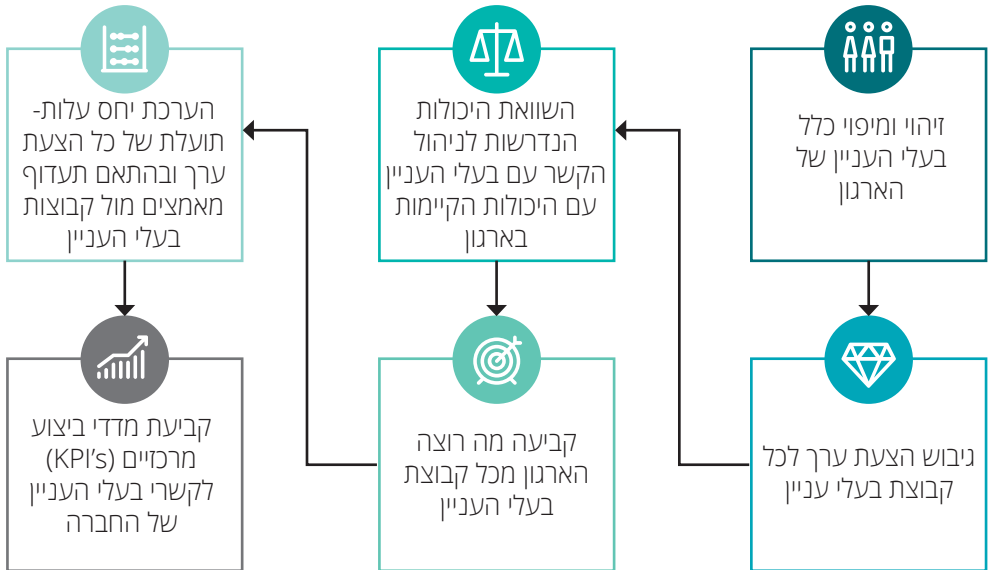 זיהוי ומיפוי כלל
בעלי העניין של
הארגון
גיבוש הצעת ערך לכל
קבוצת בעלי עניין
השוואת היכולות
הנדרשות לניהול
הקשר עם בעלי העניין
עם היכולות הקיימות
בארגון
קביעה מה רוצה
הארגון מכל קבוצת
בעלי העניין
הערכת יחס עלות-
תועלת של כל הצעת
ערך ובהתאם תעדוף
מאמצים מול קבוצות
בעלי העניין
קביעת מדדי ביצוע
מרכזיים (KPI's)
לקשרי בעלי העניין
של החברה